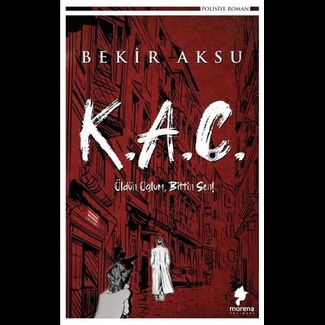 POLİSİYE ROMAN
BEKİR AKSU
K.A.C.
Öldün Oğlum, Bittin Sen!
morena